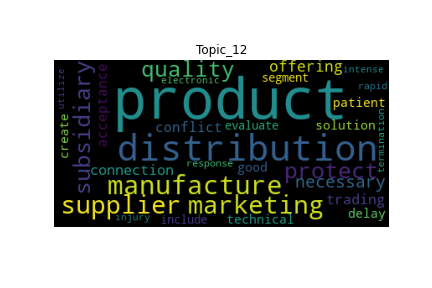 Topic_12
quality
offering
intense
electronic
segment
rapid
utilize
subsidiary
acceptance
product
patient
create
conflict
evaluate
solution
termination
distribution
response
connection
good
protect
manufacture
necessary
supplier
marketing
trading
injury
include
technical
delay